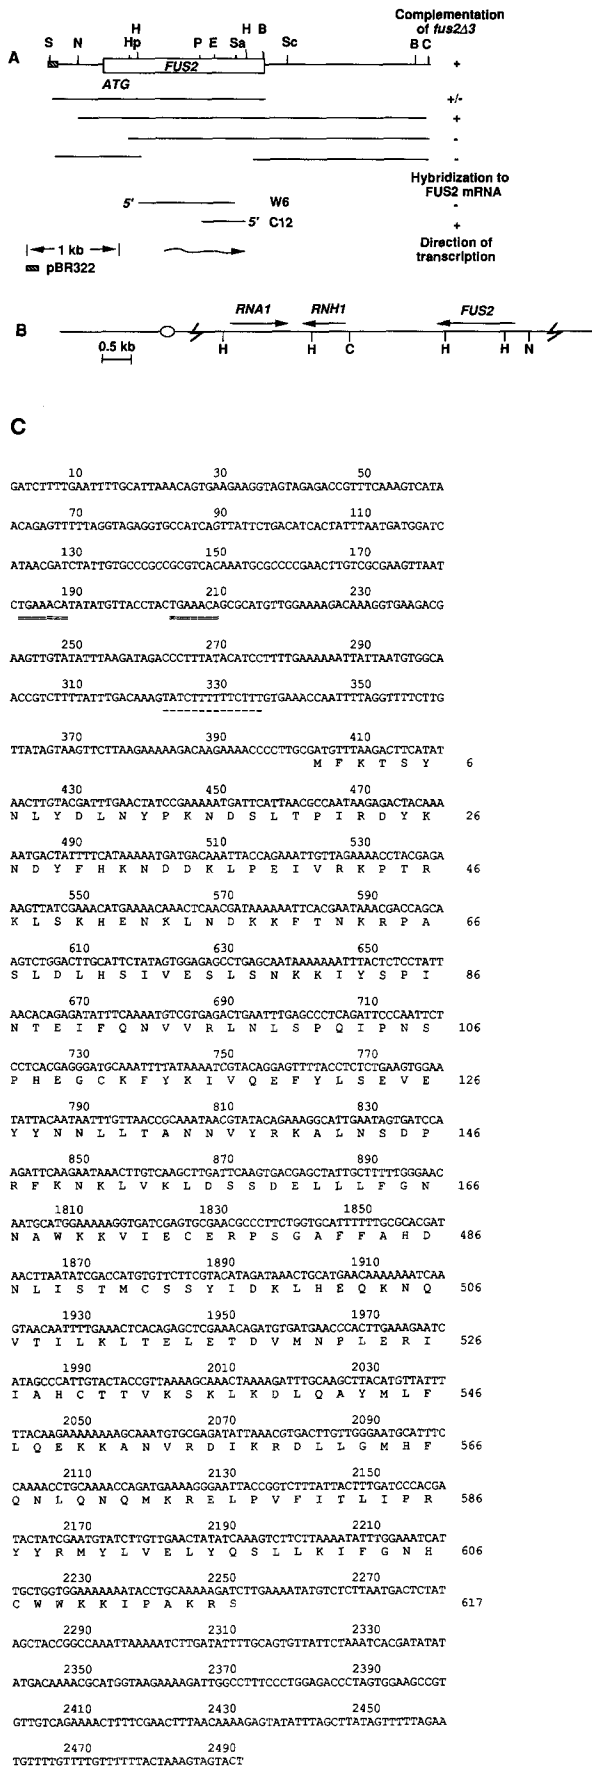 Complementation
of fus2Δ3
H H
S N Hp P E Sa B Sc B C
A FUS2 +
ATG
+/-
+
-
-
Hybridization to
FUS2 mRNA
5' W6 -
5' C12 +
Direction of
transcription
1 kb
pBR322
B RNA1 RNH1 FUS2
H H C H H N
0.5 kb
C
10 30 50
GATCTTTTGAATTTTGCATTAAACAGTGAAGAAGGTAGTAGAGACCGTTTCAAAGTCATA
70 90 110
ACAGAGTTTTTAGGTAGAGGTGCCATCAGTTATTCTGACATCACTATTTAATGATGGATC
130 150 170
ATAACGATCTATTGTGCCCGCCGCGTCACAAATGCGCCCCGAACTTGTCGCGAAGTTAAT
190 210 230
CTGAAACATATATGTTACCTACTGAAACAGCGCATGTTGGAAAAGACAAAGGTGAAGACG
250 270 290
AAGTTGTATATTTAAGATAGACCCTTTATACATCCTTTTGAAAAAATTATTAATGTGGCA
310 330 350
ACCGTCTTTTATTTGACAAAGTATCTTTTTTCTTTGTGAAACCAATTTTAGGTTTTCTTG
370 390 410
TTATAGTAAGTTCTTAAGAAAAAGACAAGAAAACCCCTTGCGATGTTTAAGACTTCATAT
M F K T S Y 6
430 450 470
AACTTGTACGATTTGAACTATCCGAAAAATGATTCATTAACGCCAATAAGAGACTACAAA
N L Y D L N Y P K N D S L T P I R D Y K 26
490 510 530
AATGACTATTTTCATAAAAATGATGACAAATTACCAGAAATTGTTAGAAAACCTACGAGA
N D Y F H K N D D K L P E I V R K P T R 46
550 570 590
AAGTTATCGAAACATGAAAACAAACTCAACGATAAAAAATTCACGAATAAACGACCAGCA
K L S K H E N K L N D K K F T N K R P A 66
610 630 650
AGTCTGGACTTGCATTCTATAGTGGAGAGCCTGAGCAATAAAAAAATTTACTCTCCTATT
S L D L H S I V E S L S N K K I Y S P I 86
670 690 710
AACACAGAGATATTTCAAAATGTCGTGAGACTGAATTTGAGCCCTCAGATTCCCAATTCT
N T E I F Q N V V R L N L S P Q I P N S 106
730 750 770
CCTCACGAGGGATGCAAATTTTATAAAATCGTACAGGAGTTTTACCTCTCTGAAGTGGAA
P H E G C K F Y K I V Q E F Y L S E V E 126
790 810 830
TATTACAATAATTTGTTAACCGCAAATAACGTATACAGAAAGGCATTGAATAGTGATCCA
Y Y N N L L T A N N V Y R K A L N S D P 146
850 870 890
AGATTCAAGAATAAACTTGTCAAGCTTGATTCAAGTGACGAGCTATTGCTTTTTGGGAAC
R F K N K L V K L D S S D E L L L F G N 166
1810 1830 1850
AATGCATGGAAAAAGGTGATCGAGTGCGAACGCCCTTCTGGTGCATTTTTTGCGCACGAT
N A W K K V I E C E R P S G A F F A H D 486
1870 1890 1910
AACTTAATATCGACCATGTGTTCTTCGTACATAGATAAACTGCATGAACAAAAAAATCAA
N L I S T M C S S Y I D K L H E Q K N Q 506
1930 1950 1970
GTAACAATTTTGAAACTCACAGAGCTCGAAACAGATGTGATGAACCCACTTGAAAGAATC
V T I L K L T E L E T D V M N P L E R I 526
1990 2010 2030
ATAGCCCATTGTACTACCGTTAAAAGCAAACTAAAAGATTTGCAAGCTTACATGTTATTT
I A H C T T V K S K L K D L Q A Y M L F 546
2050 2070 2090
TTACAAGAAAAAAAAGCAAATGTGCGAGATATTAAACGTGACTTGTTGGGAATGCATTTC
L Q E K K A N V R D I K R D L L G M H F 566
2110 2130 2150
CAAAACCTGCAAAACCAGATGAAAAGGGAATTACCGGTCTTTATTACTTTGATCCCACGA
Q N L Q N Q M K R E L P V F I T L I P R 586
2170 2190 2210
TACTATCGAATGTATCTTGTTGAACTATATCAAAGTCTTCTTAAAATATTTGGAAATCAT
Y Y R M Y L V E L Y Q S L L K I F G N H 606
2230 2250 2270
TGCTGGTGGAAAAAAATACCTGCAAAAAGATCTTGAAAATATGTCTCTTAATGACTCTAT
C W W K K I P A K R S 617
2290 2310 2330
AGCTACCGGCCAAATTAAAAATCTTGATATTTTGCAGTGTTATTCTAAATCACGATATAT
2350 2370 2390
ATGACAAAACGCATGGTAAGAAAAGATTGGCCTTTCCCTGGAGACCCTAGTGGAAGCCGT
2410 2430 2450
GTTGTCAGAAAACTTTTCGAACTTTAACAAAAGAGTATATTTAGCTTATAGTTTTTAGAA
2470 2490
TGTTTTGTTTTGTTTTTTACTAAAGTAGTACT